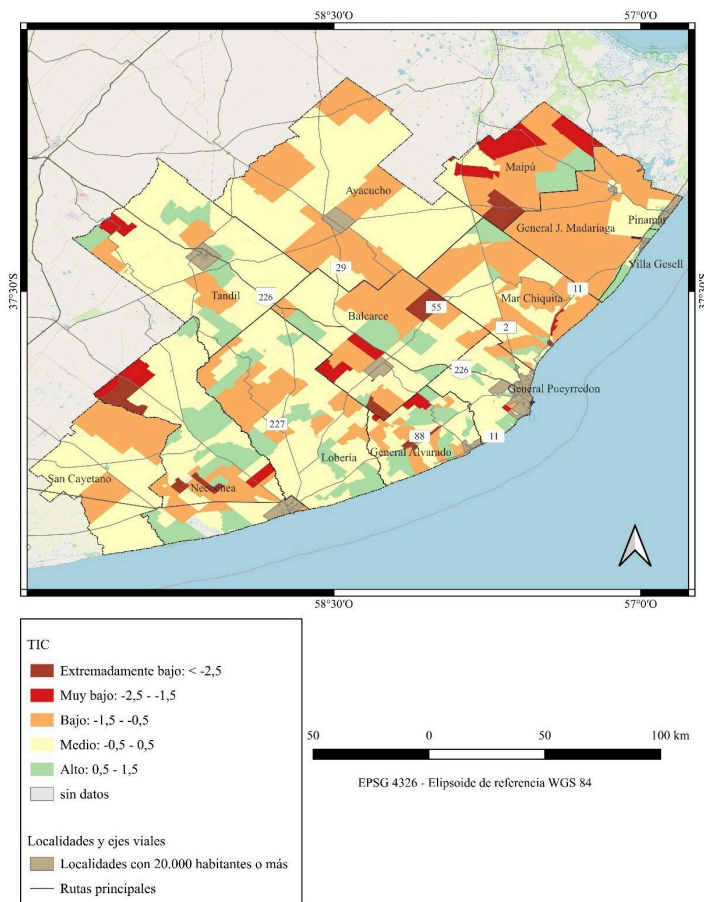 58°30'O
57°0'O
37°30'S
37°30'S
Maipú
Ayacucho
Pinamar
General J. Madariaga
Villa Gesell
29
Tandil
226
Mar Chiquita
11
55
Balcarce
2
226
General Pueyrredon
227
88
11
Lobería
General Alvarado
San Cayetano
Necochea
58°30'O
57°0'O
TIC
Extremadamente bajo: < -2,5
Muy bajo: -2,5 - -1,5
Bajo: -1,5 - -0,5
Medio: -0,5 - 0,5
Alto: 0,5 - 1,5
sin datos
Localidades y ejes viales
Localidades con 20.000 habitantes o más
Rutas principales
50 0 50 100 km
EPSG 4326 - Elipsoide de referencia WGS 84